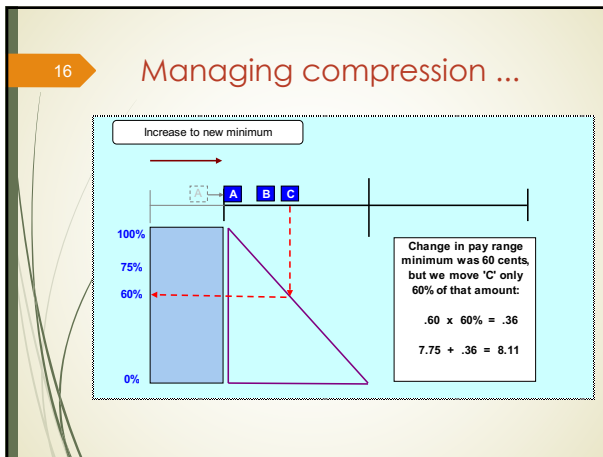 16
Managing compression ...
Increase to new minimum
A
A
B
C
100%
75%
60%
0%
Change in pay range
minimum was 60 cents,
but we move 'C' only
60% of that amount:
.60 x 60% = .36
7.75 + .36 = 8.11